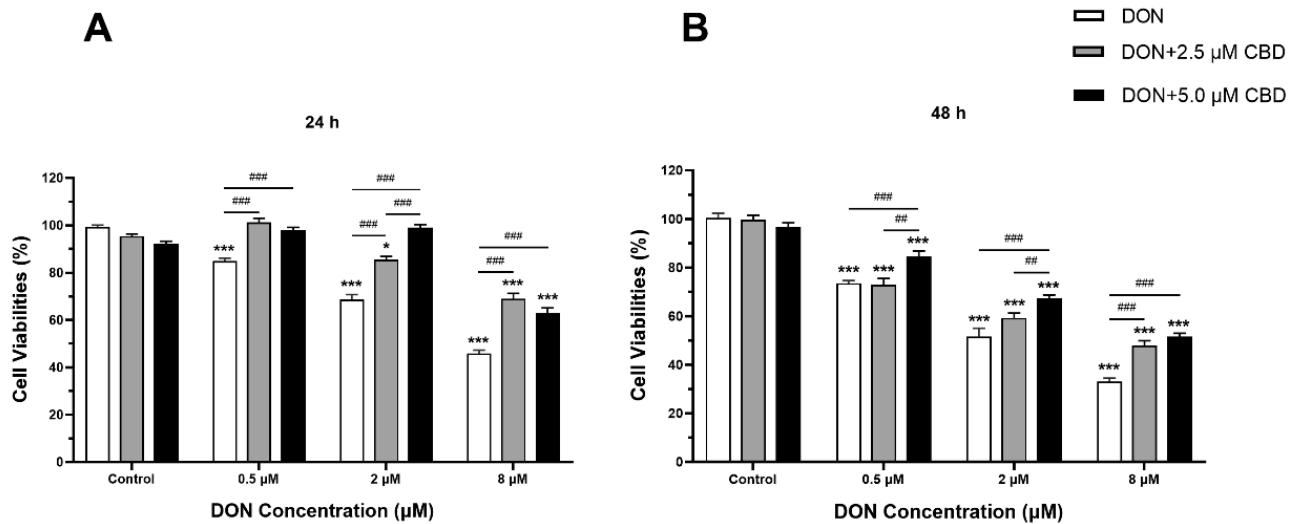 A
B
DON
DON+2.5 µM CBD
DON+5.0 µM CBD
24 h
Cell Viabilities (%)
120
100
80
60
40
20
0
###
###
***
###
###
###
***
*
###
###
***
***
***
Control
0.5 µM
2 µM
8 µM
DON Concentration (µM)
48 h
Cell Viabilities (%)
120
100
80
60
40
20
0
###
##
***
***
***
###
##
***
***
***
###
###
***
***
***
Control
0.5 µM
2 µM
8 µM
DON Concentration (µM)